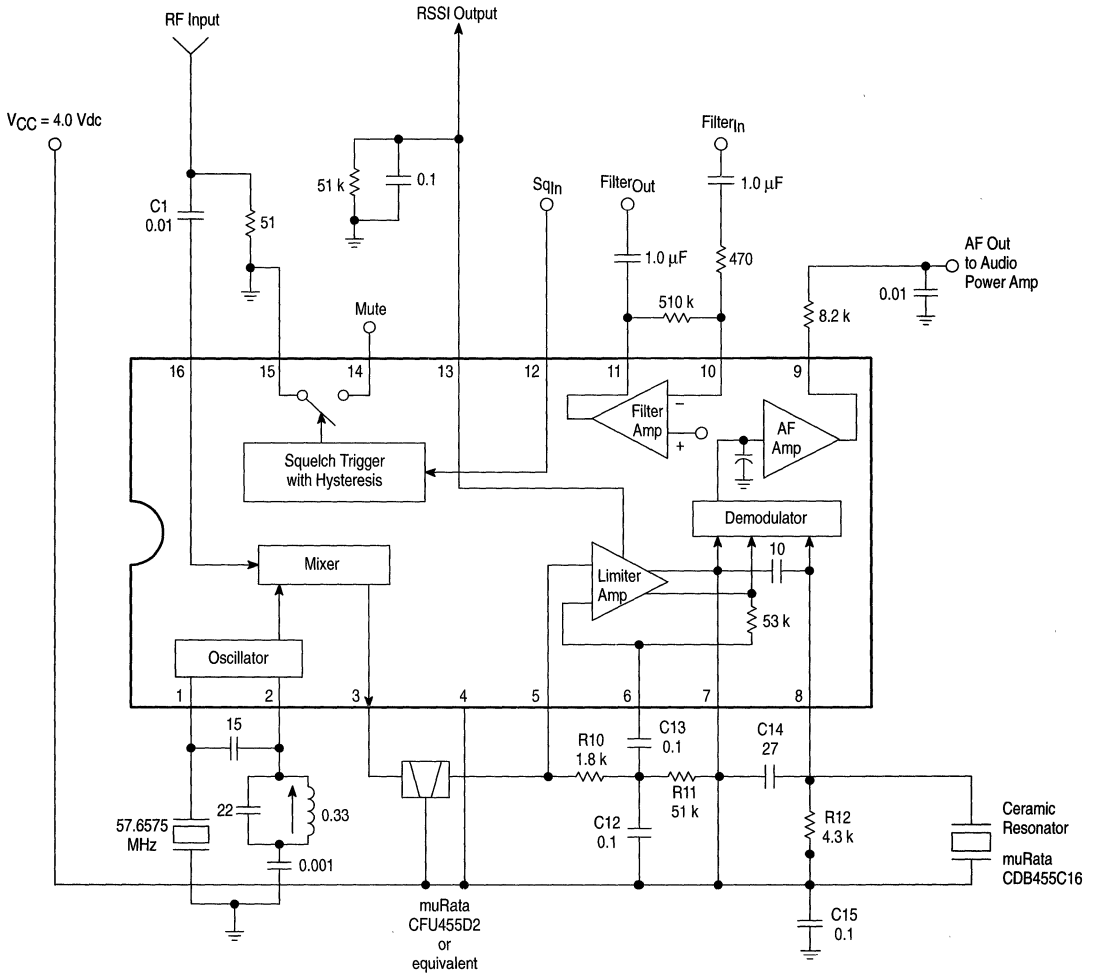 RF Input
RSSI Output
VCC = 4.0 Vdc
FilterIn
51 k
0.1
SqIn
FilterOut
1.0 µF
C1
0.01
51
1.0 µF
470
AF Out
to Audio
Power Amp
0.01
510 k
8.2 k
Mute
16
15
14
13
12
11
10
9
Filter
Amp
−
+
AF
Amp
Squelch Trigger
with Hysteresis
Demodulator
10
Mixer
Limiter
Amp
53 k
Oscillator
1
2
3
4
5
6
7
8
15
C13
0.1
C14
27
R10
1.8 k
R11
51 k
22
0.33
57.6575
MHz
C12
0.1
R12
4.3 k
Ceramic
Resonator
muRata
CDB455C16
0.001
muRata
CFU455D2
or
equivalent
C15
0.1